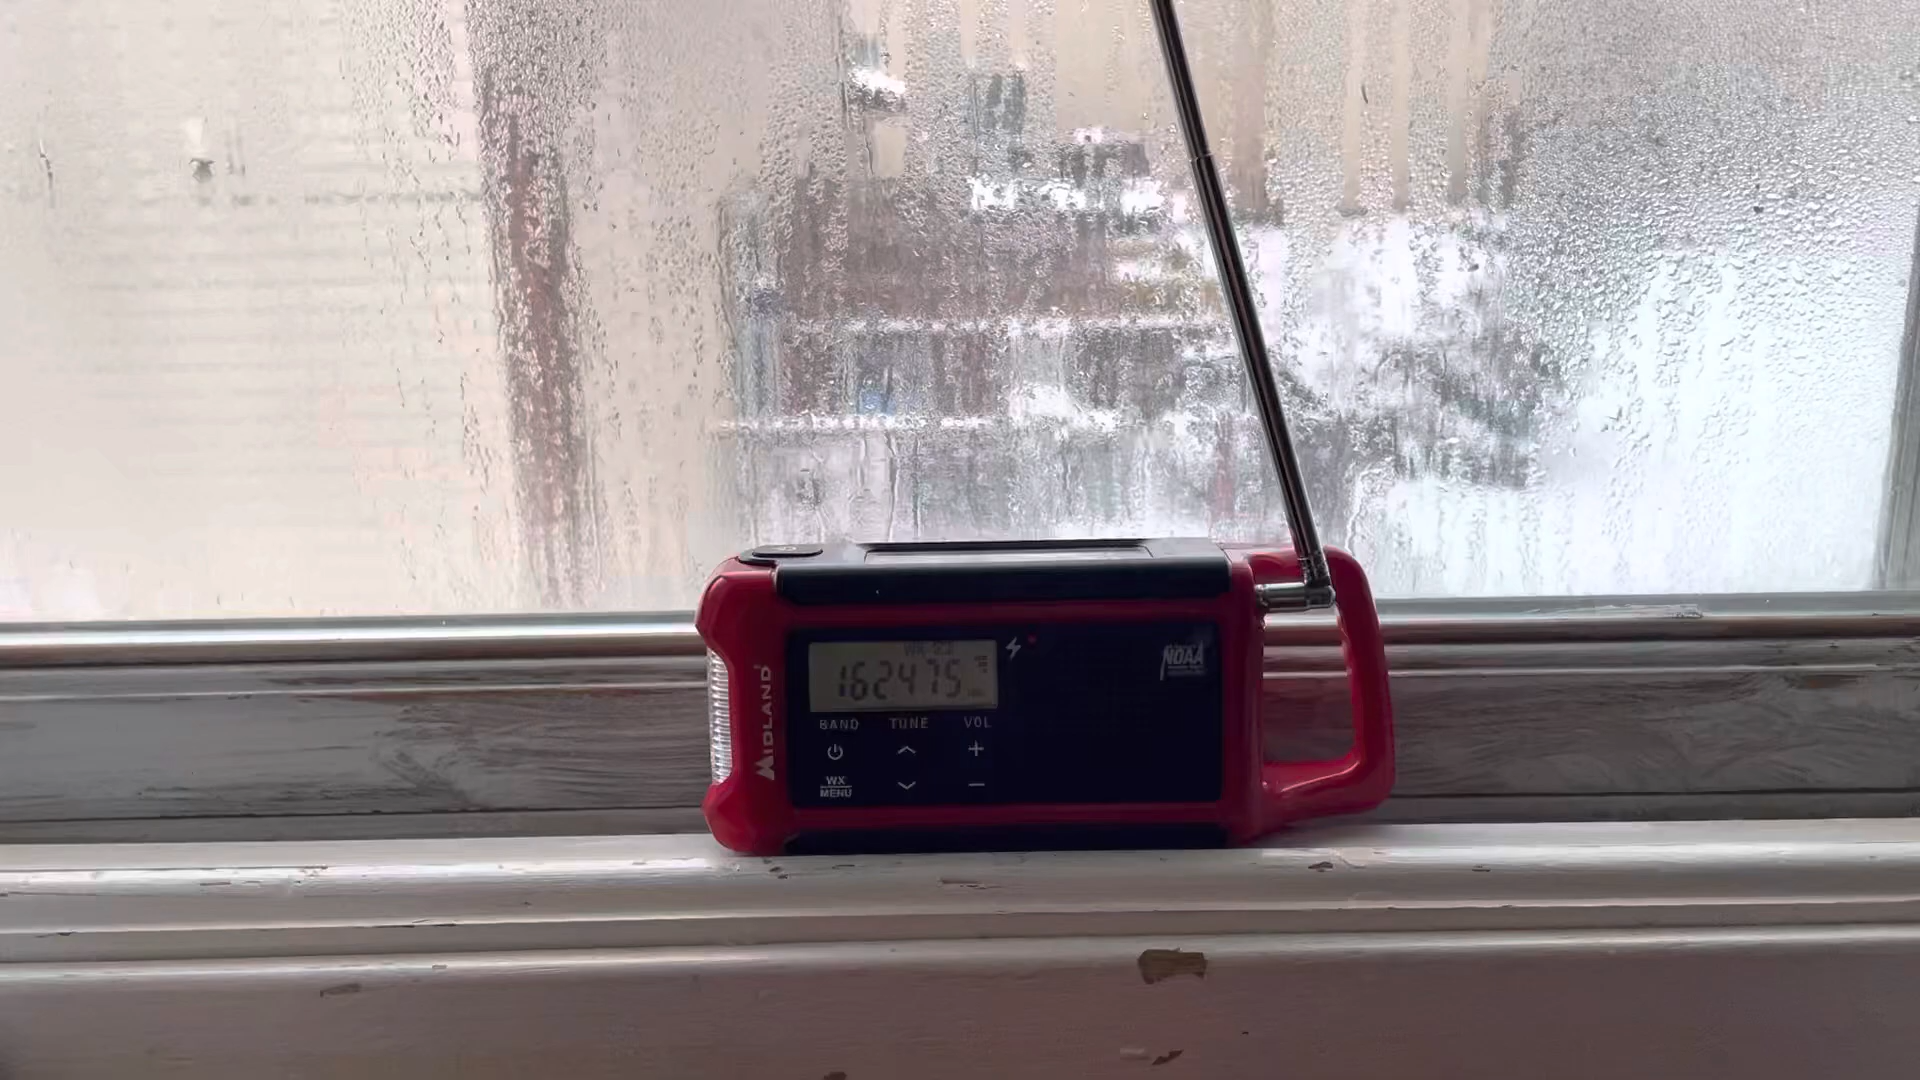 162475
BAND TUNE VOL
WX
MENU
MIDLAND
NOAA